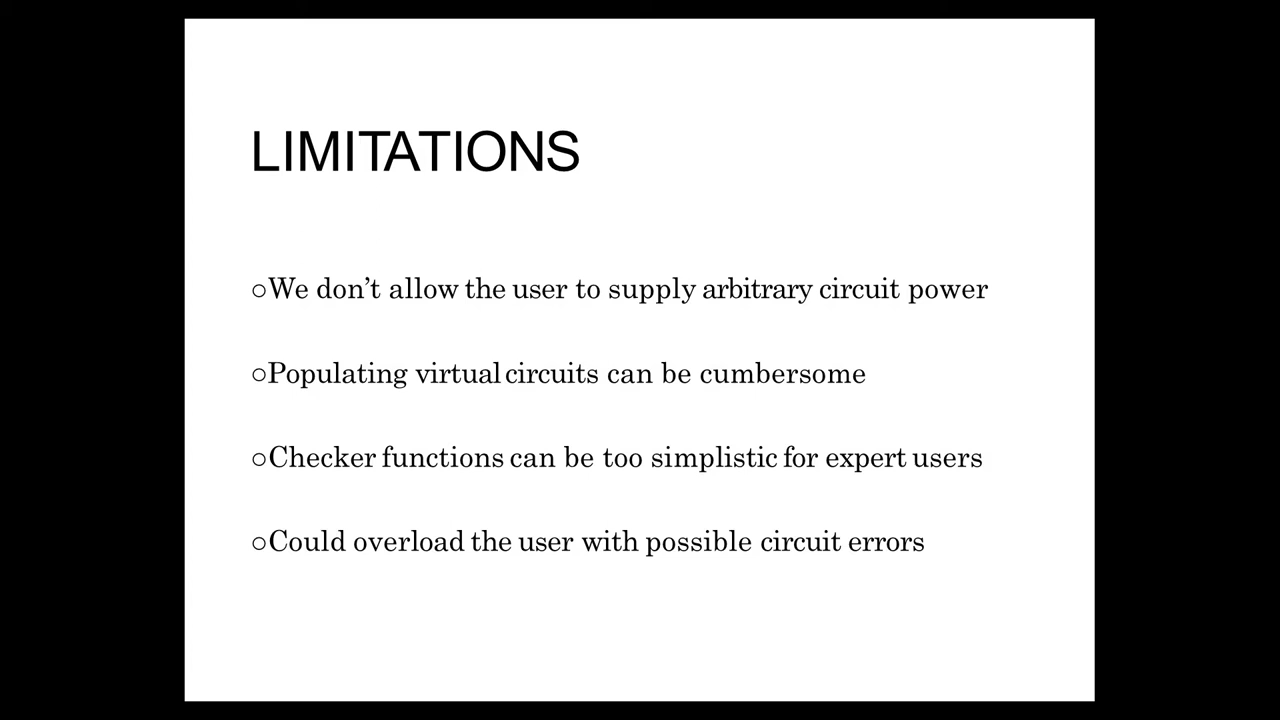 LIMITATIONS
○We don’t allow the user to supply arbitrary circuit power
○Populating virtual circuits can be cumbersome
○Checker functions can be too simplistic for expert users
○Could overload the user with possible circuit errors